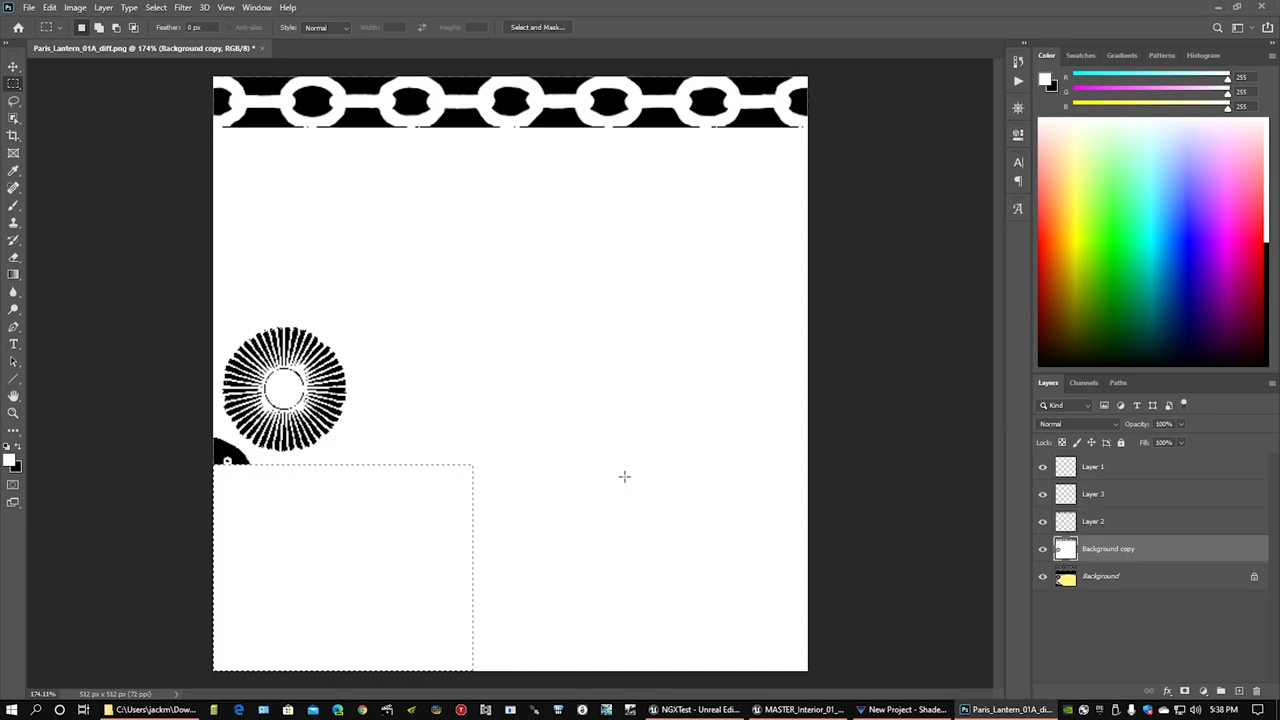 File Edit Image Layer Type Select Filter 3D View Window Help
Feather: 0 px Anti-alias Style: Normal Width: Height: Select and Mask...
Paris_Lantern_01A_diff.png @ 174% (Background copy, RGB/8) *
Color Swatches Gradients Patterns Histogram
R 255
G 255
B 255
Layers Channels Paths
Kind
Normal Opacity: 100%
Lock: Fill: 100%
Layer 1
Layer 3
Layer 2
Background copy
Background
174.11% 512 px x 512 px (72 ppi)
C:\Users\jackm\Dow... NGXTest - Unreal Edi... MASTER_Interior_01_... New Project - Shade... Paris_Lantern_01A_di... 5:38 PM